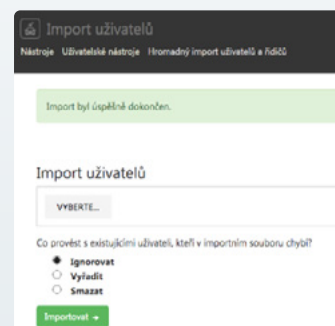 Import uživatelů
Nástroje Uživatelské nástroje Hromadný import uživatelů a řidičů
Import byl úspěšně dokončen.
Import uživatelů
VYBERTE...
Co provést s existujícími uživateli, kteří v importním souboru chybí?
Ignorovat
Vyřadit
Smazat
Importovat